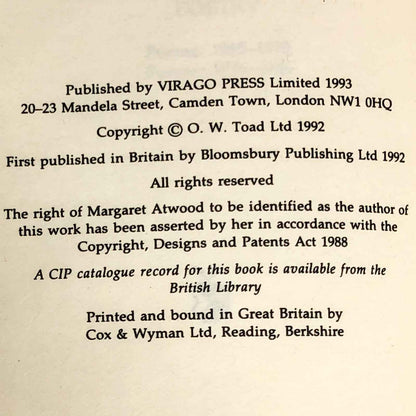 Published by VIRAGO PRESS Limited 1993
20–23 Mandela Street, Camden Town, London NW1 0HQ
Copyright © O. W. Toad Ltd 1992
First published in Britain by Bloomsbury Publishing Ltd 1992
All rights reserved
The right of Margaret Atwood to be identified as the author of
this work has been asserted by her in accordance with the
Copyright, Designs and Patents Act 1988
A CIP catalogue record for this book is available from the
British Library
Printed and bound in Great Britain by
Cox & Wyman Ltd, Reading, Berkshire